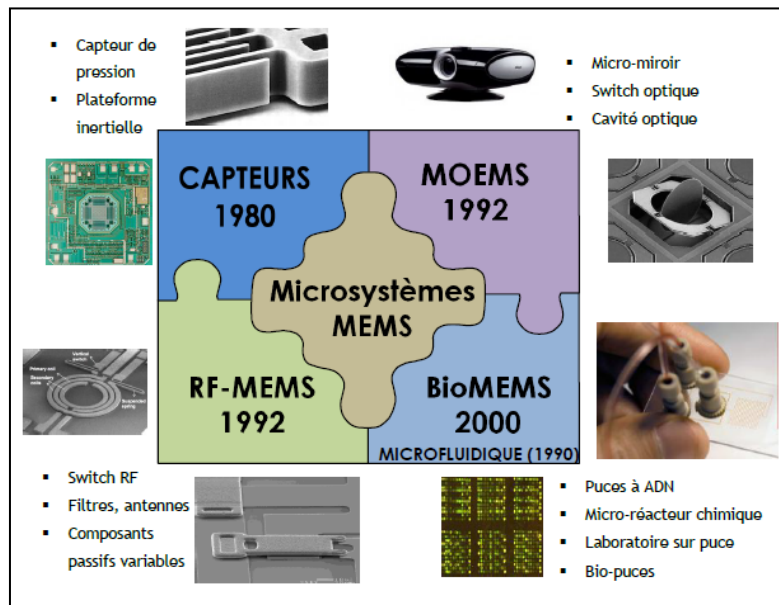 ▪ Capteur de
pression
▪ Plateforme
inertielle
▪ Micro-miroir
▪ Switch optique
▪ Cavité optique
CAPTEURS
1980
MOEMS
1992
Microsystèmes
MEMS
RF-MEMS
1992
BioMEMS
2000
MICROFLUIDIQUE (1990)
▪ Switch RF
▪ Filtres, antennes
▪ Composants
passifs variables
▪ Puces à ADN
▪ Micro-réacteur chimique
▪ Laboratoire sur puce
▪ Bio-puces